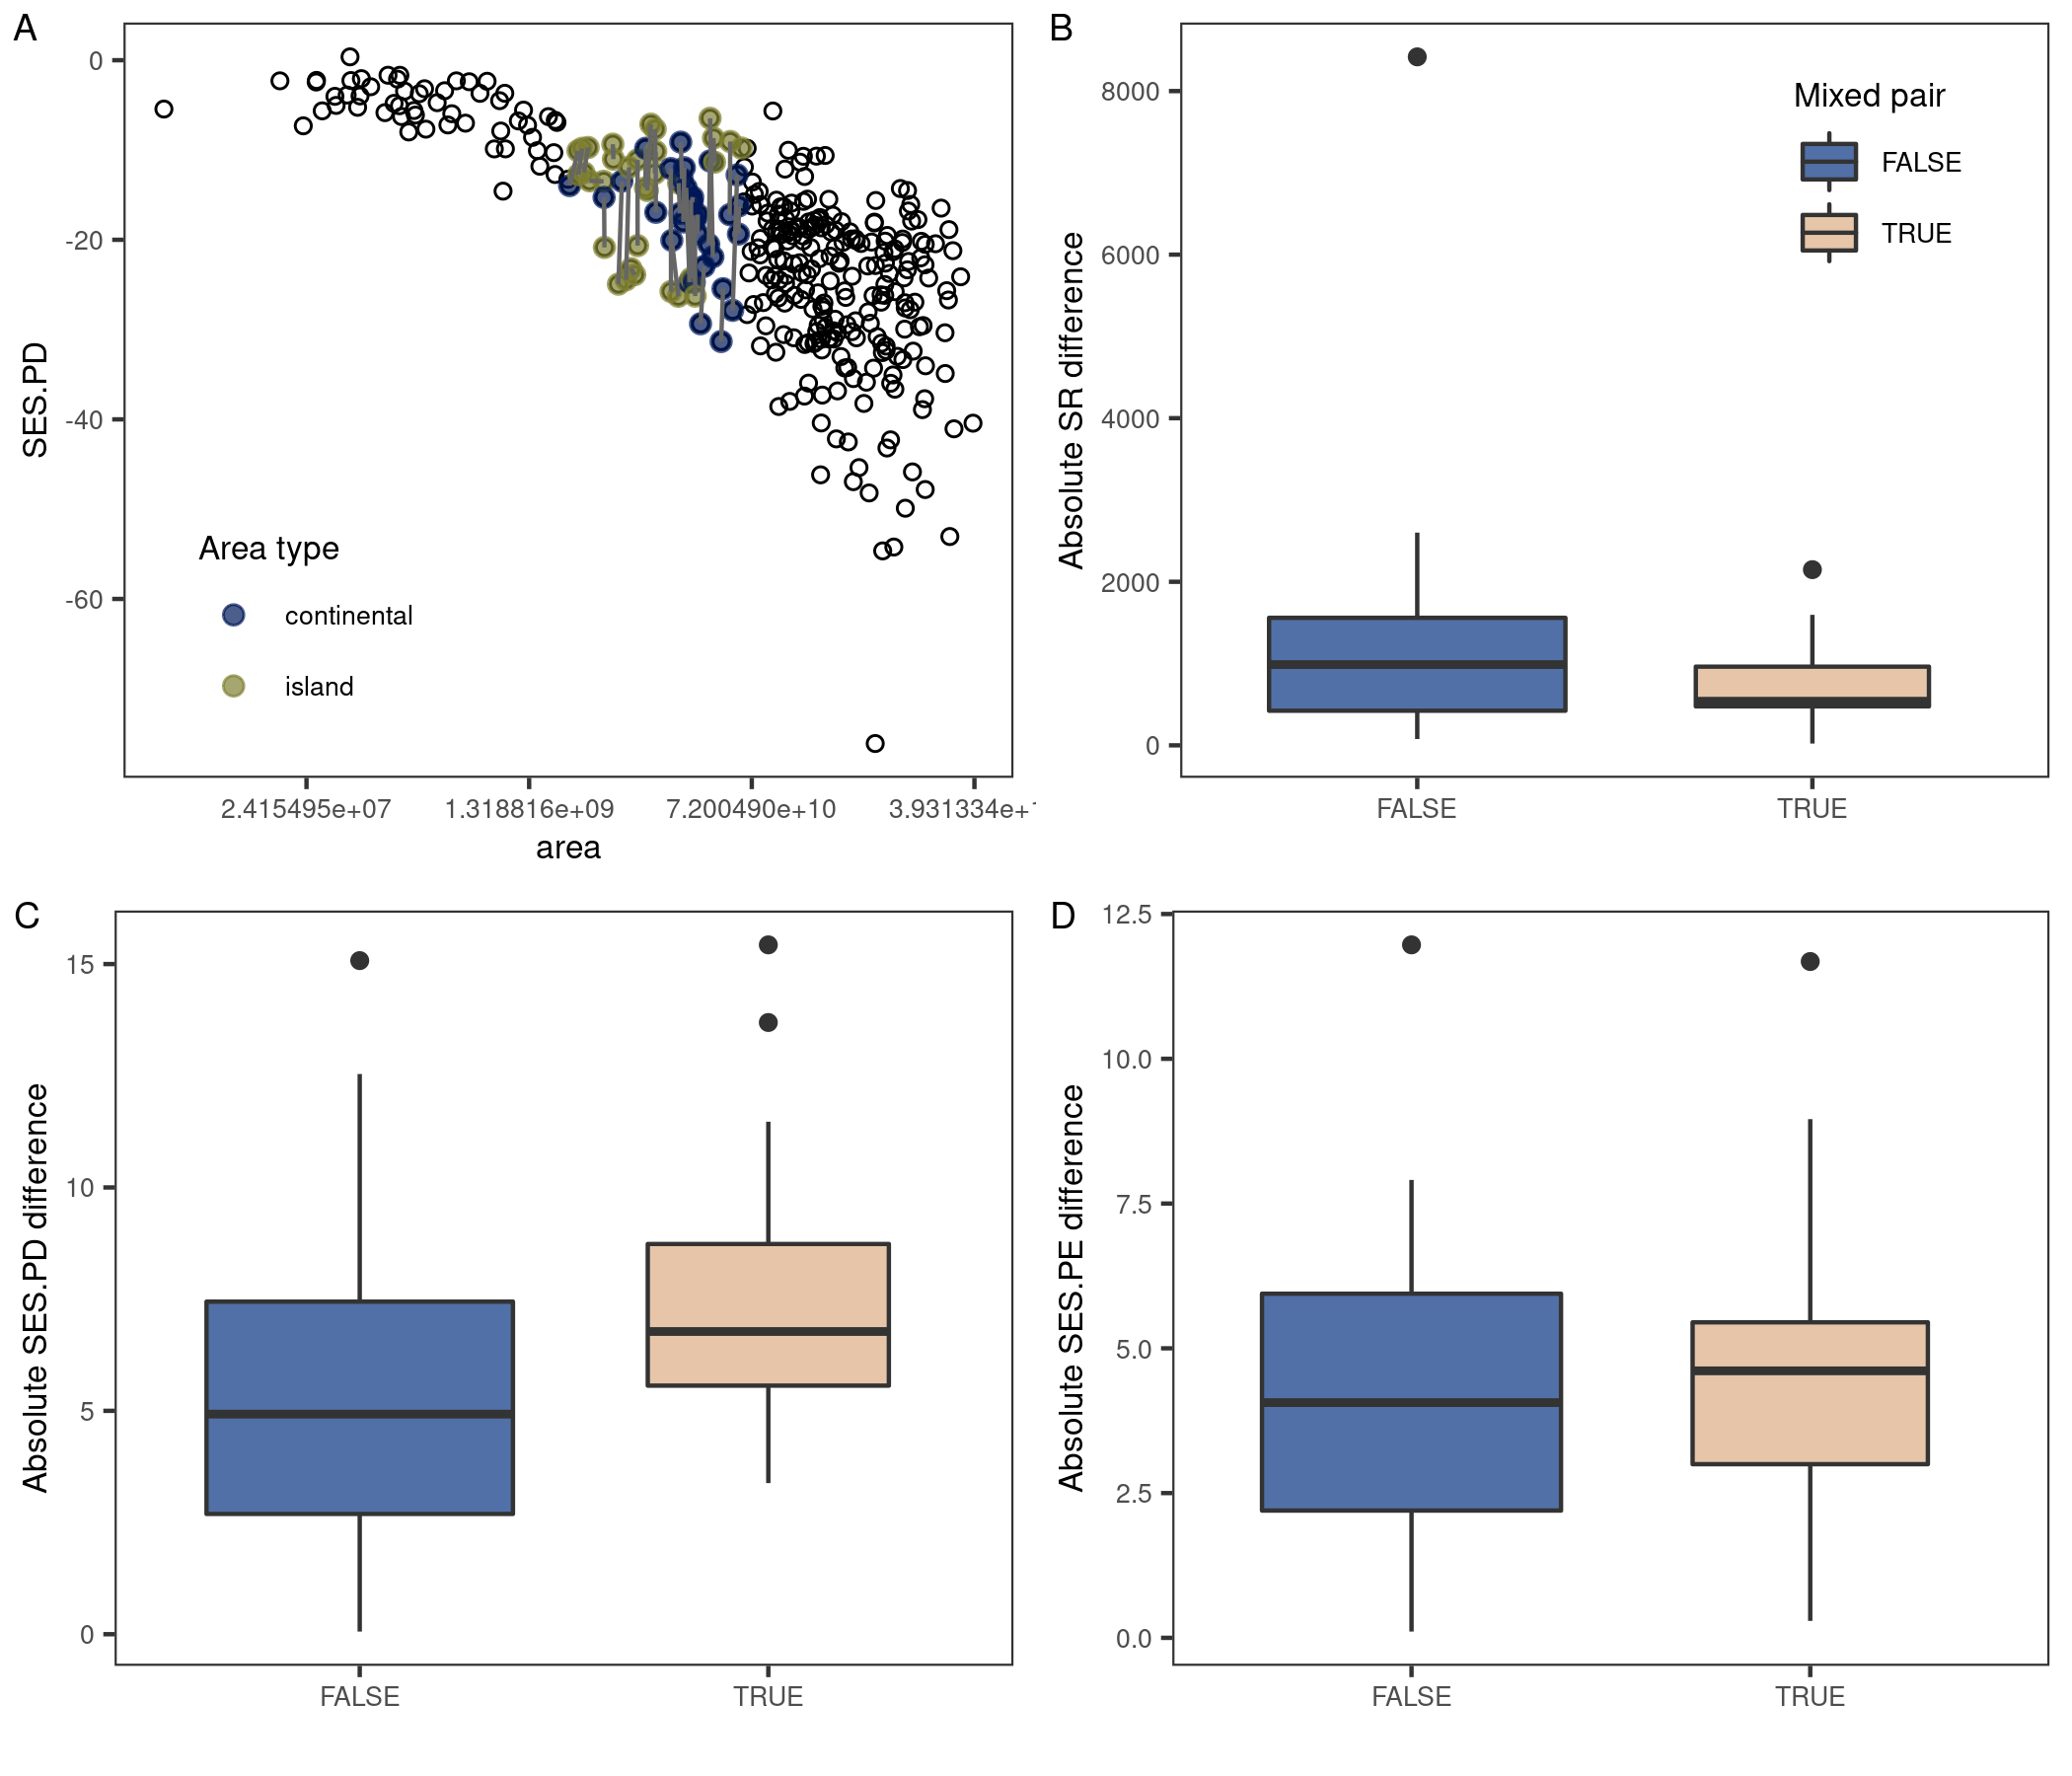 A
0
-20
-40
-60
SES.PD
Area type
continental
island
2.415495e+07 1.318816e+09 7.200490e+10 3.931334e+
area
B
8000
6000
4000
2000
0
Absolute SR difference
Mixed pair
FALSE
TRUE
FALSE TRUE
C
15
10
5
0
Absolute SES.PD difference
FALSE TRUE
D
12.5
10.0
7.5
5.0
2.5
0.0
Absolute SES.PE difference
FALSE TRUE